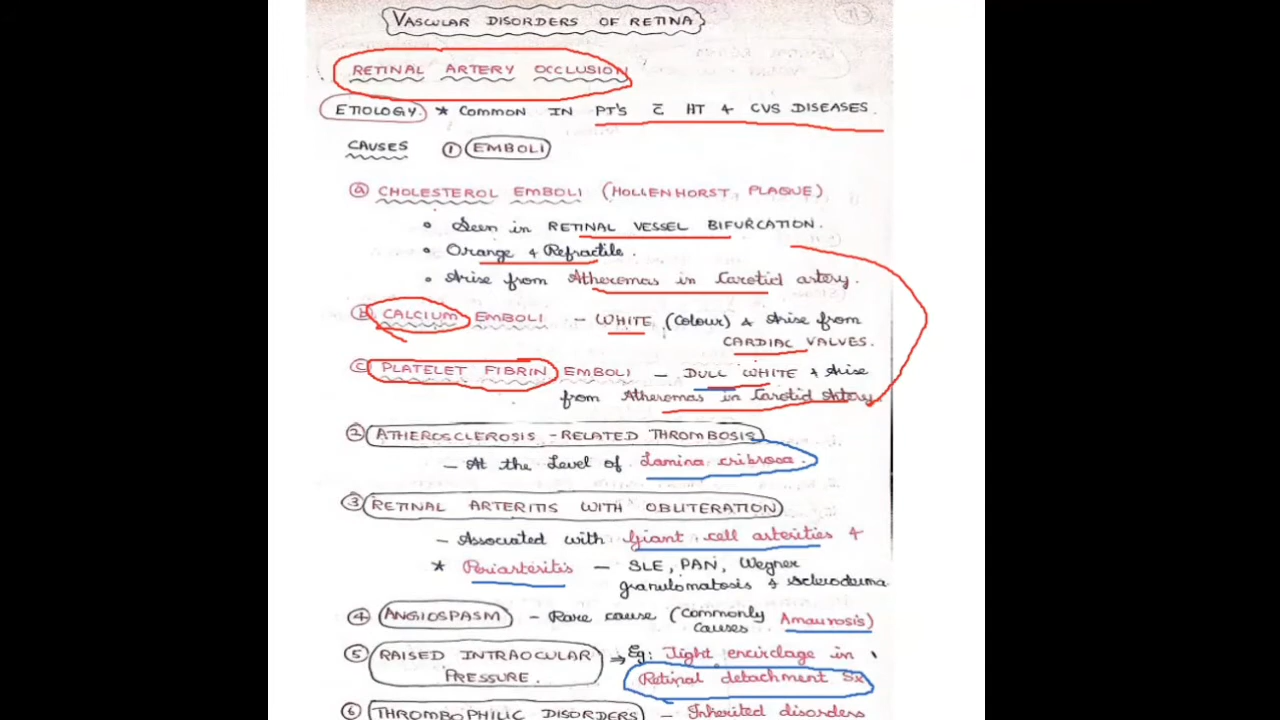 VASCULAR DISORDERS OF RETINA
RETINAL ARTERY OCCLUSION
ETIOLOGY. * COMMON IN PT'S c̄ HT & CVS DISEASES.
CAUSES ① EMBOLI
ⓐ CHOLESTEROL EMBOLI (HOLLENHORST PLAQUE)
• Seen in RETINAL VESSEL BIFURCATION.
• Orange & Refractile.
• Arise from Atheromas in Carotid artery.
ⓑ CALCIUM EMBOLI - WHITE (Colour) & Arise from
CARDIAC VALVES.
ⓒ PLATELET FIBRIN EMBOLI - DULL WHITE & Arise
from Atheromas in Carotid Artery.
② ATHEROSCLEROSIS - RELATED THROMBOSIS
- At the Level of Lamina cribrosa.
③ RETINAL ARTERITIS WITH OBLITERATION
- Associated with Giant cell arterities &
* Periarteritis - SLE, PAN, Wegner
granulomatosis & scleroderma
④ ANGIOSPASM - Rare cause (Commonly
causes Amaurosis)
⑤ RAISED INTRAOCULAR
PRESSURE. ⇒ Eg: Tight encirclage in
Retinal detachment Sx
⑥ THROMBOPHILIC DISORDERS - Inherited disorders